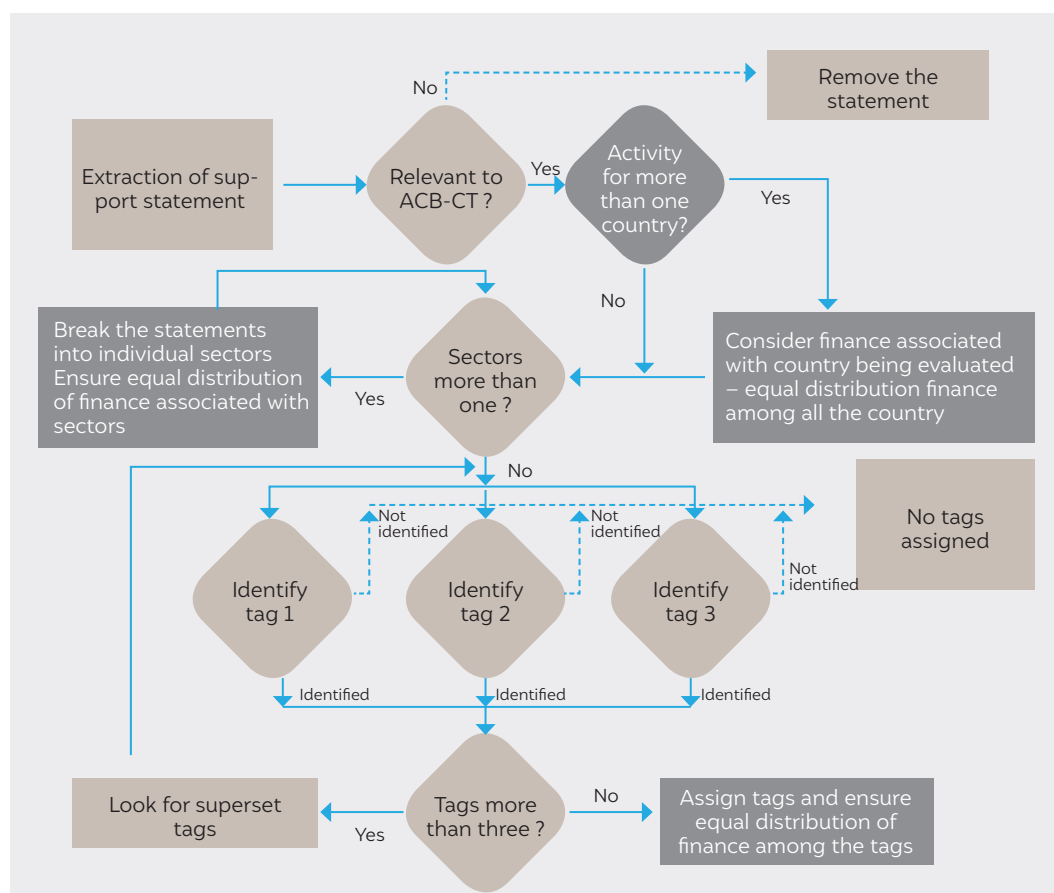 No
Remove the
statement
Extraction of sup-
port statement
Relevant to
ACB-CT ?
Yes
Activity
for more
than one
country?
Yes
No
Break the statements
into individual sectors
Ensure equal distribution
of finance associated with
sectors
Yes
Sectors
more than
one ?
Consider finance associated
with country being evaluated
– equal distribution finance
among all the country
No
No tags
assigned
Not
identified
Not
identified
Not
identified
Identify
tag 1
Identify
tag 2
Identify
tag 3
Identified
Identified
Identified
Look for superset
tags
Yes
Tags more
than three ?
No
Assign tags and ensure
equal distribution of
finance among the tags